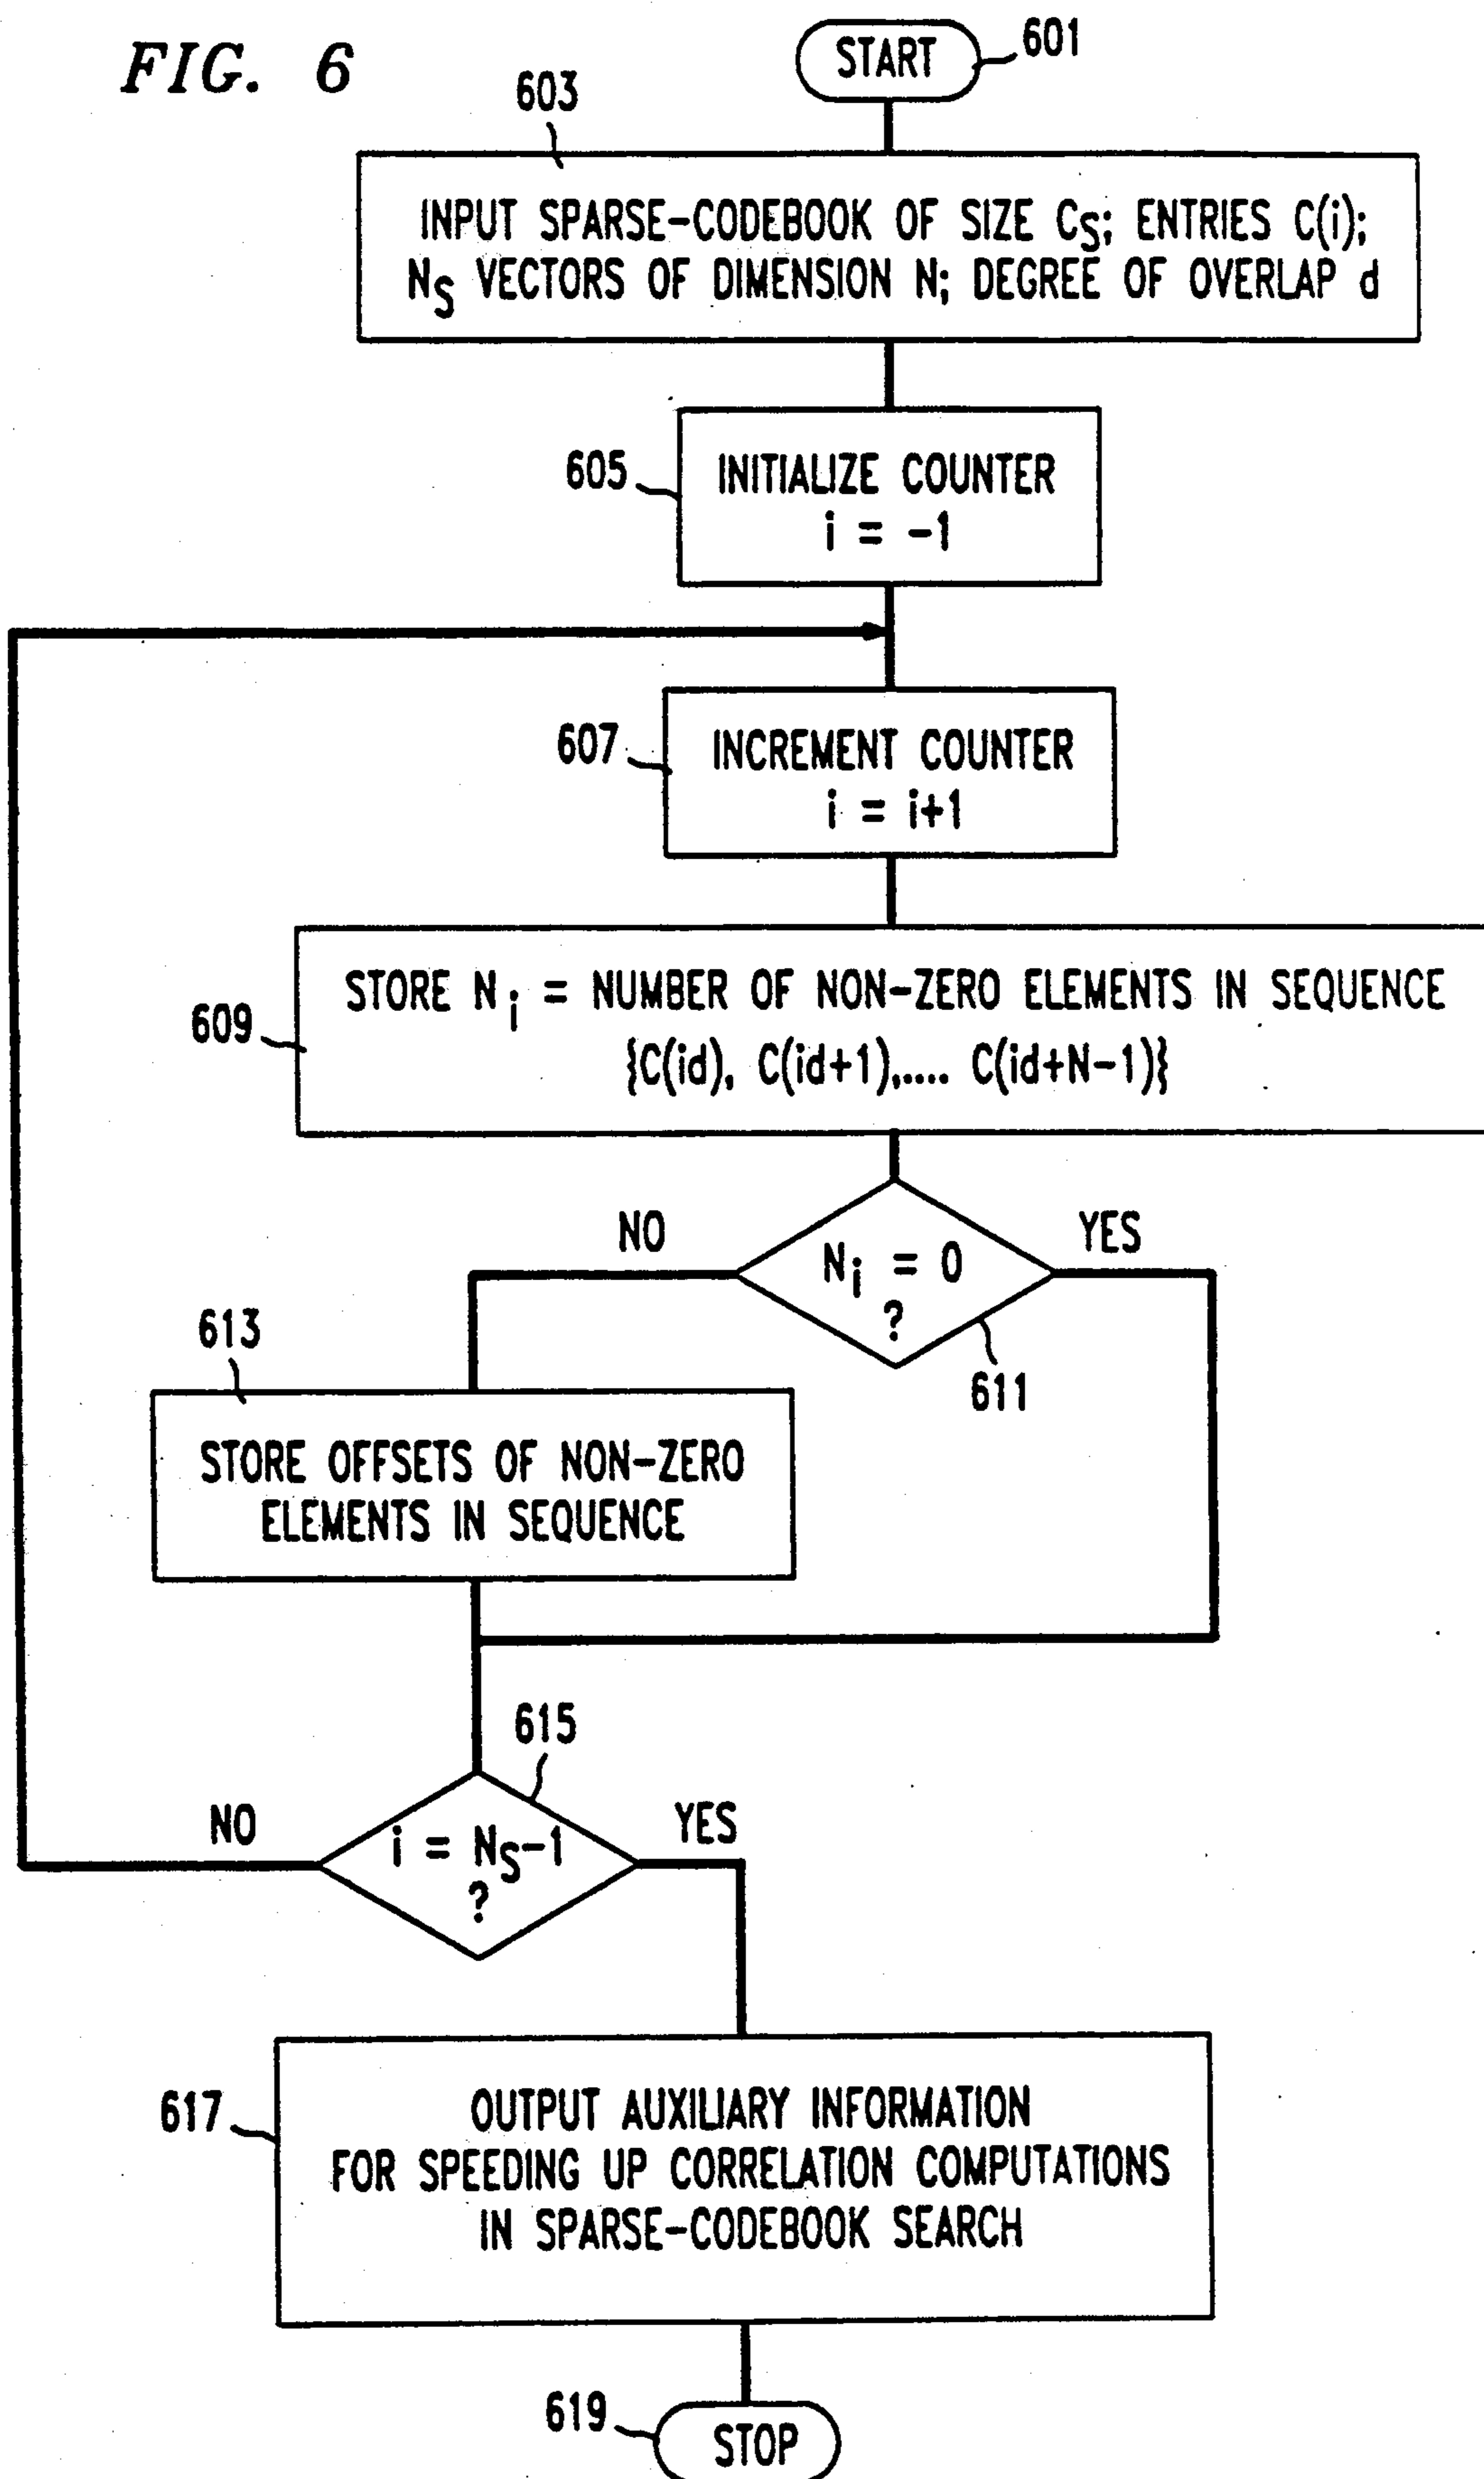 FIG. 6
START
601
603
INPUT SPARSE-CODEBOOK OF SIZE CS; ENTRIES C(i);
NS VECTORS OF DIMENSION N; DEGREE OF OVERLAP d
605
INITIALIZE COUNTER
i = -1
607
INCREMENT COUNTER
i = i+1
609
STORE Ni = NUMBER OF NON-ZERO ELEMENTS IN SEQUENCE
{C(id), C(id+1),.... C(id+N-1)}
NO
YES
Ni = 0
?
611
613
STORE OFFSETS OF NON-ZERO
ELEMENTS IN SEQUENCE
615
NO
YES
i = NS-1
?
617
OUTPUT AUXILIARY INFORMATION
FOR SPEEDING UP CORRELATION COMPUTATIONS
IN SPARSE-CODEBOOK SEARCH
619
STOP